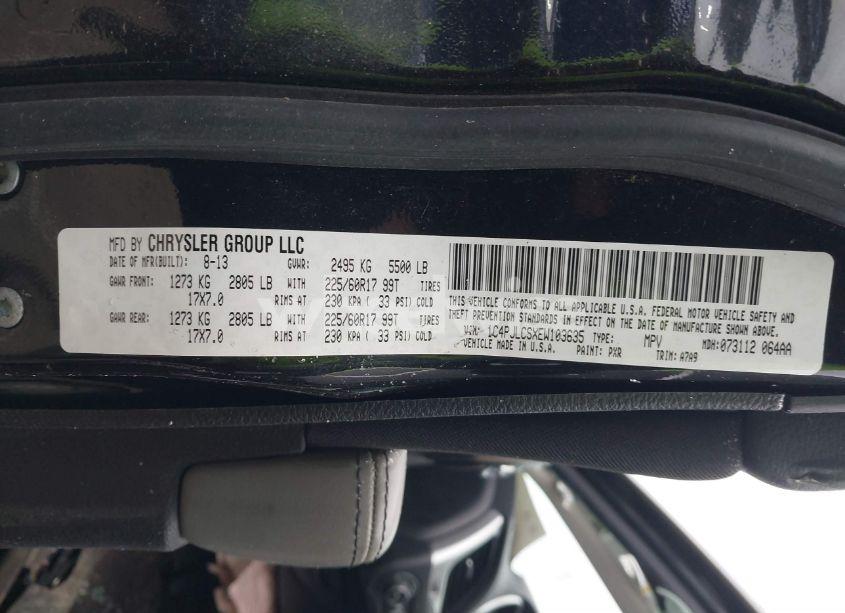 MFD BY CHRYSLER GROUP LLC
DATE OF MFR(BUILT): 8-13 GVWR: 2495 KG 5500 LB
GAWR FRONT: 1273 KG 2805 LB WITH 225/60R17 99T TIRES
17X7.0 RIMS AT 230 KPA ( 33 PSI) COLD
GAWR REAR: 1273 KG 2805 LB WITH 225/60R17 99T TIRES
17X7.0 RIMS AT 230 KPA ( 33 PSI) COLD
THIS VEHICLE CONFORMS TO ALL APPLICABLE U.S.A. FEDERAL MOTOR VEHICLE SAFETY AND
THEFT PREVENTION STANDARDS IN EFFECT ON THE DATE OF MANUFACTURE SHOWN ABOVE.
VIN: 1C4PJLCSXEW103635 TYPE: MPV MDH: 073112 064AA
VEHICLE MADE IN U.S.A. PAINT: PXR TRIM: A7A9